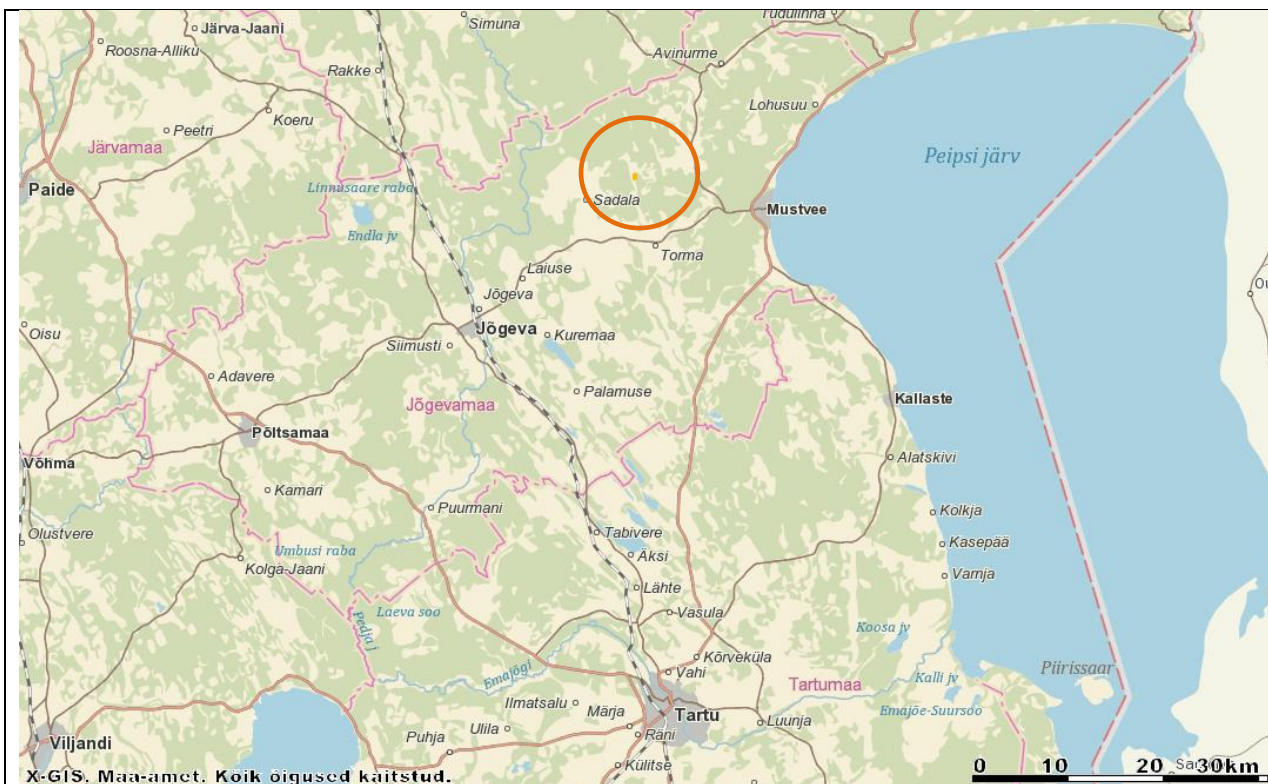 Simuna
Tudulinna
Järva-Jaani
Roosna-Alliku
Avinurme
Rakke
Lohusuu
Koeru
Peetri
Järvamaa
Peipsi järv
Paide
Linnusaare raba
Sadala
Mustvee
Endla jv
Torma
Laiuse
Jõgeva
Oisu
Jõgeva
Kuremaa
Siimusti
Adavere
Palamuse
Kallaste
Jõgevamaa
Põltsamaa
Võhma
Alatskivi
Kamari
Puurmani
Kolkja
Olustvere
Tabivere
Kasepää
Umbusi raba
Äksi
Kolga-Jaani
Varnja
Lähte
Laeva soo
Vasula
Pedja j
Koosa jv
Kõrveküla
Piirissaar
Emajõgi
Vahi
Kalli jv
Tartumaa
Ilmatsalu
Emajõe-Suursoo
Märja
Tartu
Luunja
Ulila
Räni
Puhja
Viljandi
Külitse
X-GIS. Maa-amet. Kõik õigused kaitstud.
0 10 20 30km